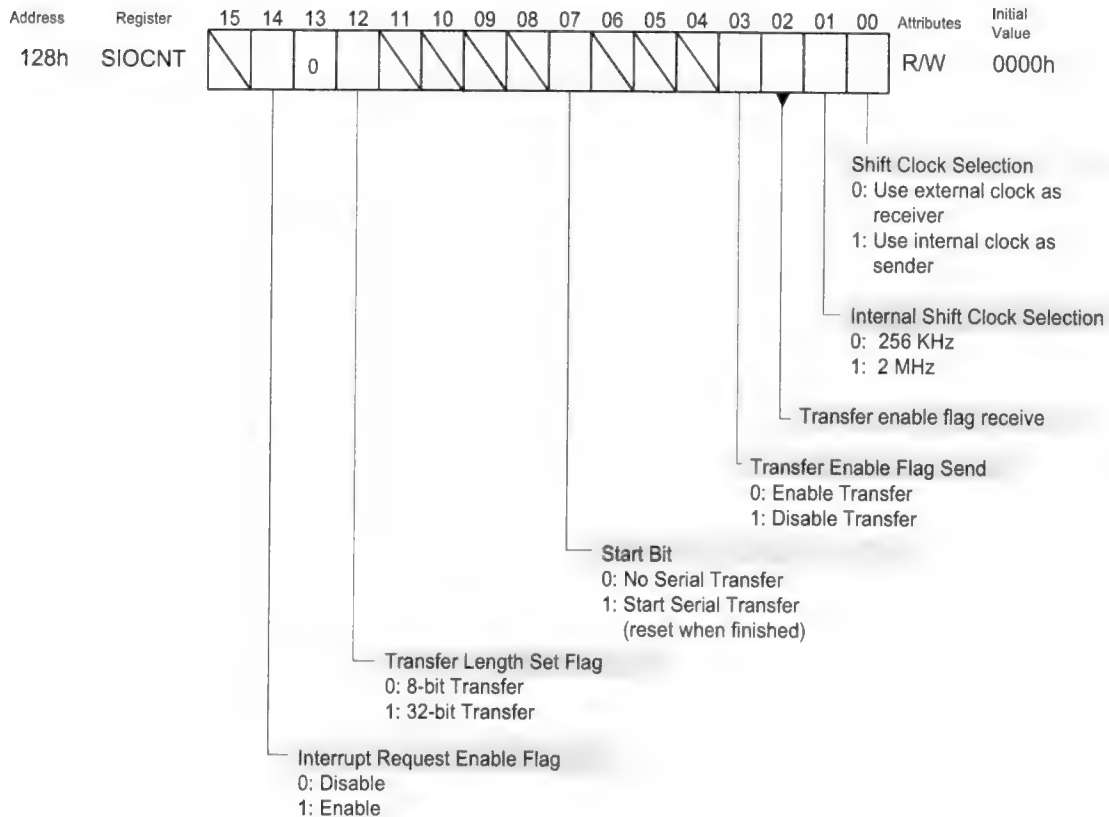 Address Register 15 14 13 12 11 10 09 08 07 06 05 04 03 02 01 00 Attributes Initial Value
128h SIOCNT 0 R/W 0000h
Shift Clock Selection
0: Use external clock as
receiver
1: Use internal clock as
sender
Internal Shift Clock Selection
0: 256 KHz
1: 2 MHz
Transfer enable flag receive
Transfer Enable Flag Send
0: Enable Transfer
1: Disable Transfer
Start Bit
0: No Serial Transfer
1: Start Serial Transfer
(reset when finished)
Transfer Length Set Flag
0: 8-bit Transfer
1: 32-bit Transfer
Interrupt Request Enable Flag
0: Disable
1: Enable